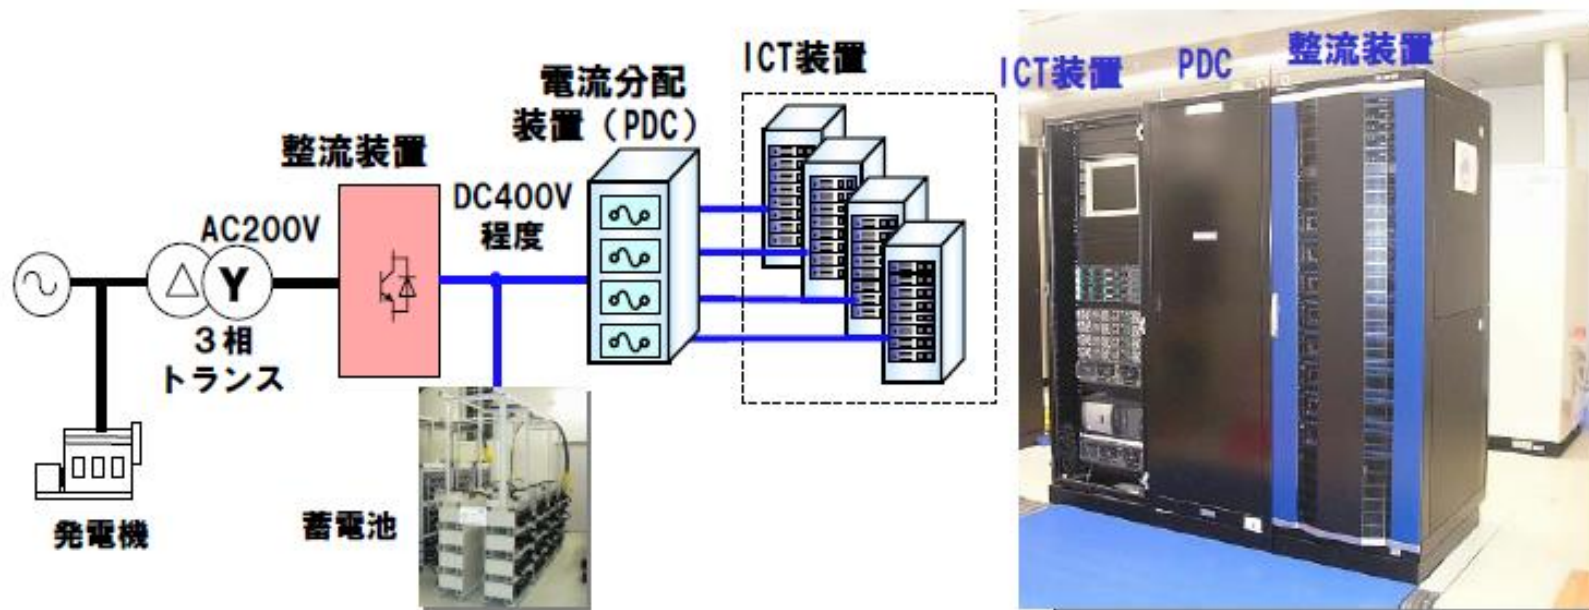 ICT装置
電流分配
装置（PDC）
整流装置
DC400V
程度
AC200V
Y
3相
トランス
発電機
蓄電池
ICT装置
PDC
整流装置